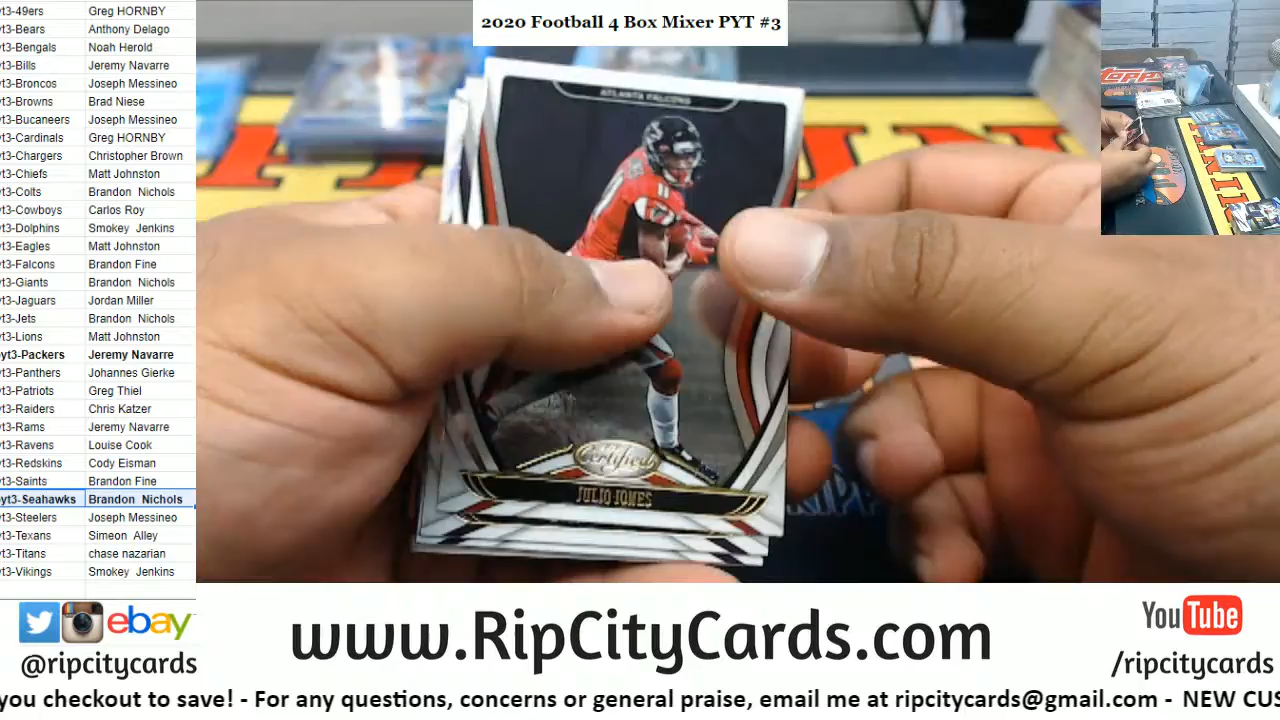 2020 Football 4 Box Mixer PYT #3
yt3-49ers Greg HORNBY
yt3-Bears Anthony Delago
yt3-Bengals Noah Herold
yt3-Bills Jeremy Navarre
yt3-Broncos Joseph Messineo
yt3-Browns Brad Niese
yt3-Bucaneers Joseph Messineo
yt3-Cardinals Greg HORNBY
yt3-Chargers Christopher Brown
yt3-Chiefs Matt Johnston
yt3-Colts Brandon Nichols
yt3-Cowboys Carlos Roy
yt3-Dolphins Smokey Jenkins
yt3-Eagles Matt Johnston
yt3-Falcons Brandon Fine
yt3-Giants Brandon Nichols
yt3-Jaguars Jordan Miller
yt3-Jets Brandon Nichols
yt3-Lions Matt Johnston
pyt3-Packers Jeremy Navarre
yt3-Panthers Johannes Gierke
yt3-Patriots Greg Thiel
yt3-Raiders Chris Katzer
yt3-Rams Jeremy Navarre
yt3-Ravens Louise Cook
yt3-Redskins Cody Eisman
yt3-Saints Brandon Fine
pyt3-Seahawks Brandon Nichols
yt3-Steelers Joseph Messineo
yt3-Texans Simeon Alley
yt3-Titans chase nazarian
yt3-Vikings Smokey Jenkins
ATLANTA FALCONS
11
Certified
JULIO JONES
TOPPS
ebay
@ripcitycards
www.RipCityCards.com
YouTube
/ripcitycards
you checkout to save! - For any questions, concerns or general praise, email me at ripcitycards@gmail.com - NEW CUS